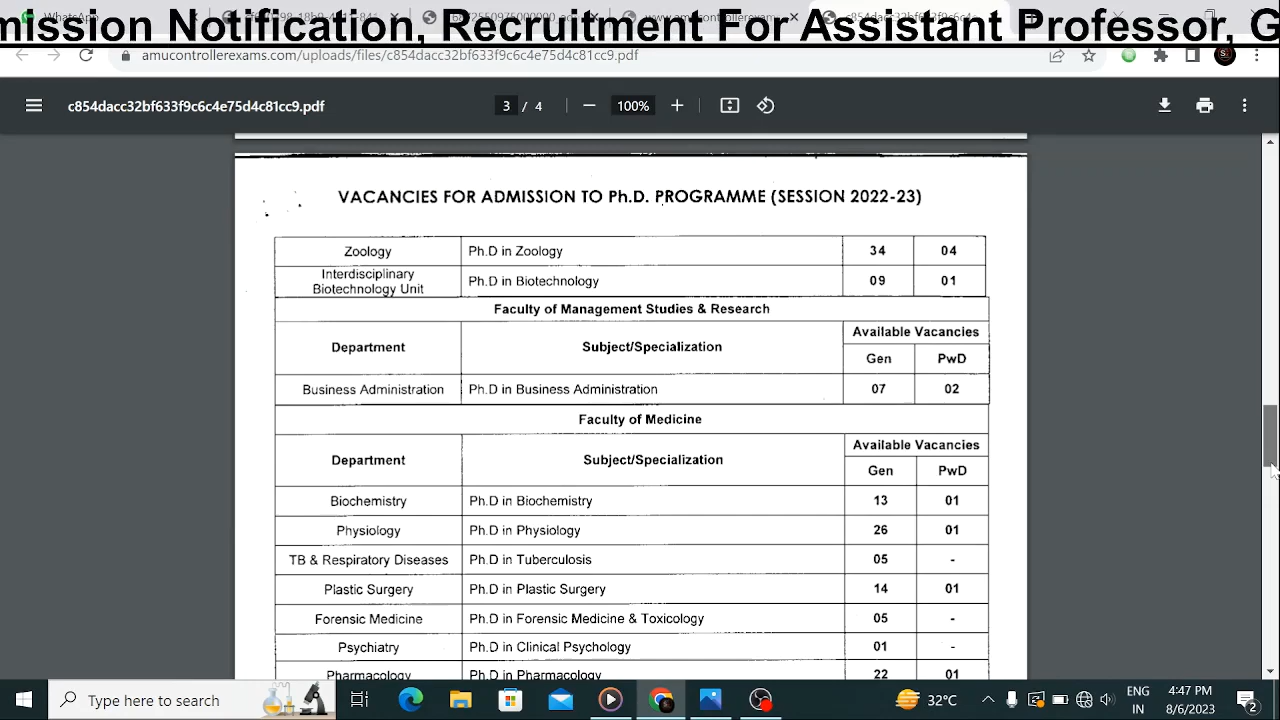 mission Notification, Recruitment For Assistant Professor, G
WhatsApp
amucontrollerexams.com/uploads/files/c854dacc32bf633f9c6c4e75d4c81cc9.pdf
c854dacc32bf633f9c6c4e75d4c81cc9.pdf 3 / 4 100%
VACANCIES FOR ADMISSION TO Ph.D. PROGRAMME (SESSION 2022-23)
Zoology Ph.D in Zoology 34 04
Interdisciplinary
Biotechnology Unit Ph.D in Biotechnology 09 01
Faculty of Management Studies & Research
Department Subject/Specialization Available Vacancies
Gen PwD
Business Administration Ph.D in Business Administration 07 02
Faculty of Medicine
Department Subject/Specialization Available Vacancies
Gen PwD
Biochemistry Ph.D in Biochemistry 13 01
Physiology Ph.D in Physiology 26 01
TB & Respiratory Diseases Ph.D in Tuberculosis 05 -
Plastic Surgery Ph.D in Plastic Surgery 14 01
Forensic Medicine Ph.D in Forensic Medicine & Toxicology 05 -
Psychiatry Ph.D in Clinical Psychology 01 -
Pharmacology Ph.D in Pharmacology 22 01
Type here to search 32°C ENG 4:47 PM
IN 8/6/2023 2